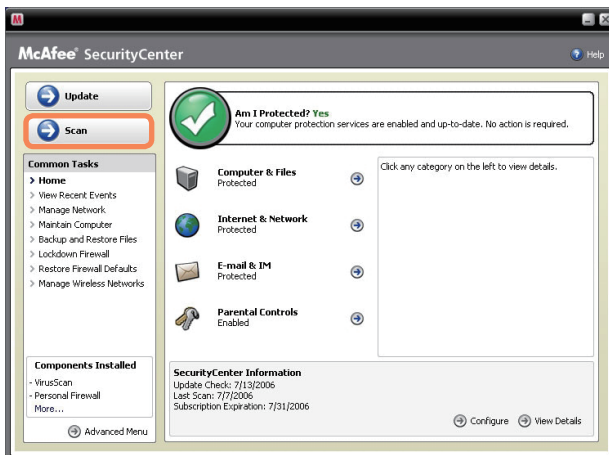 McAfee® SecurityCenter
Help
Update
Scan
Common Tasks
Home
View Recent Events
Manage Network
Maintain Computer
Backup and Restore Files
Lockdown Firewall
Restore Firewall Defaults
Manage Wireless Networks
Components Installed
- VirusScan
- Personal Firewall
More...
Advanced Menu
Am I Protected? Yes
Your computer protection services are enabled and up-to-date. No action is required.
Computer & Files
Protected
Internet & Network
Protected
E-mail & IM
Protected
Parental Controls
Enabled
Click any category on the left to view details.
SecurityCenter Information
Update Check: 7/13/2006
Last Scan: 7/7/2006
Subscription Expiration: 7/31/2006
Configure
View Details